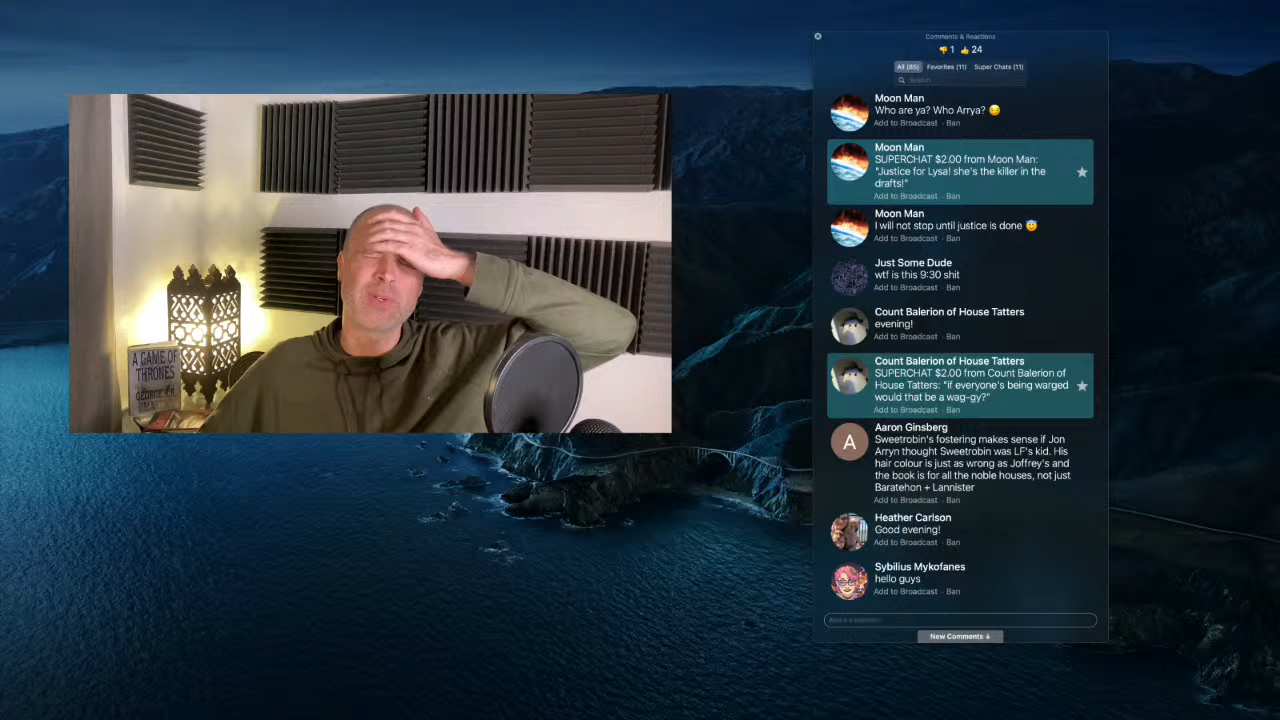 Comments & Reactions
👎 1 👍 24
All (85) Favorites (11) Super Chats (11)
Search
Moon Man
Who are ya? Who Arrya? 😏
Add to Broadcast · Ban
Moon Man
SUPERCHAT $2.00 from Moon Man:
"Justice for Lysa! she's the killer in the
drafts!"
Add to Broadcast · Ban
Moon Man
I will not stop until justice is done 😇
Add to Broadcast · Ban
Just Some Dude
wtf is this 9:30 shit
Add to Broadcast · Ban
Count Balerion of House Tatters
evening!
Add to Broadcast · Ban
Count Balerion of House Tatters
SUPERCHAT $2.00 from Count Balerion of
House Tatters: "if everyone's being warged
would that be a wag-gy?"
Add to Broadcast · Ban
A
Aaron Ginsberg
Sweetrobin's fostering makes sense if Jon
Arryn thought Sweetrobin was LF's kid. His
hair colour is just as wrong as Joffrey's and
the book is for all the noble houses, not just
Baratehon + Lannister
Add to Broadcast · Ban
Heather Carlson
Good evening!
Add to Broadcast · Ban
Sybilius Mykofanes
hello guys
Add to Broadcast · Ban
New Comments ↓
A GAME OF
THRONES
GEORGE R.R.